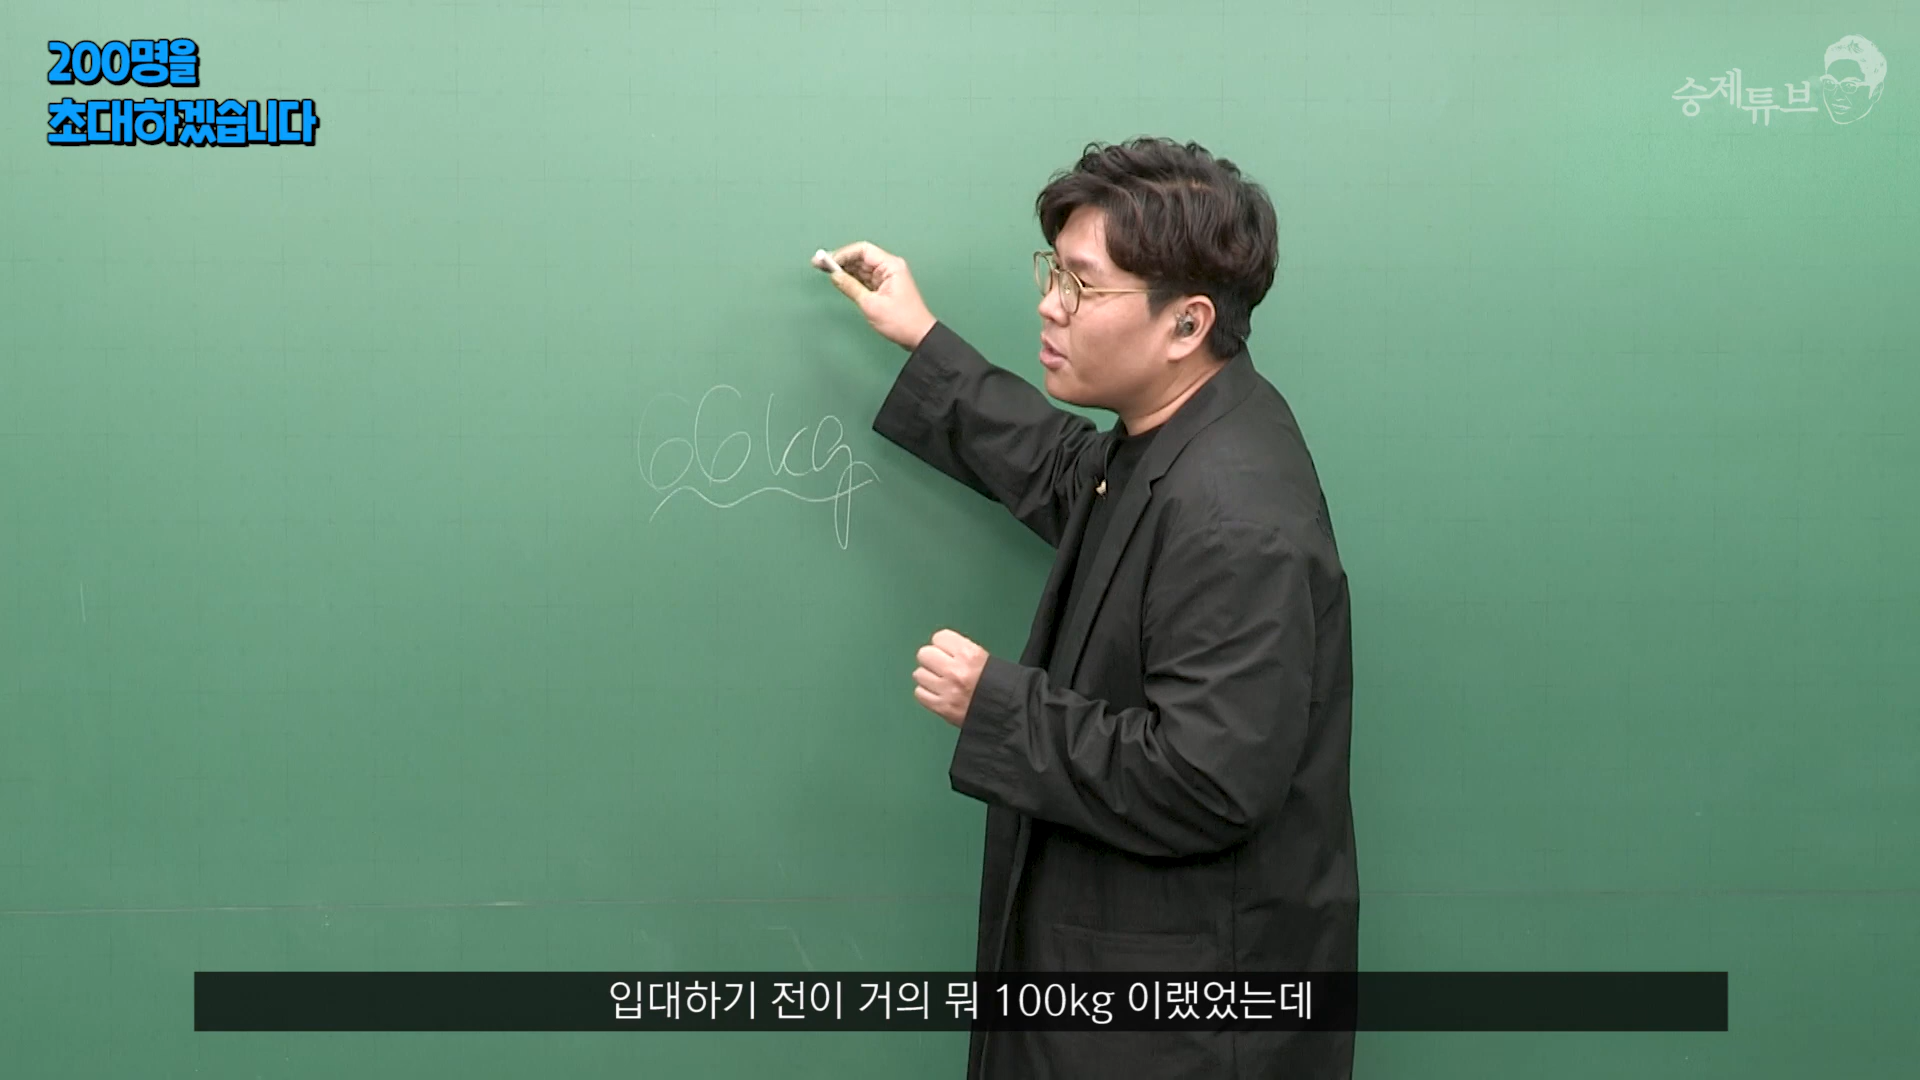 200명을
초대하겠습니다
승제튜브
66kg
입대하기 전이 거의 뭐 100kg 이랬었는데